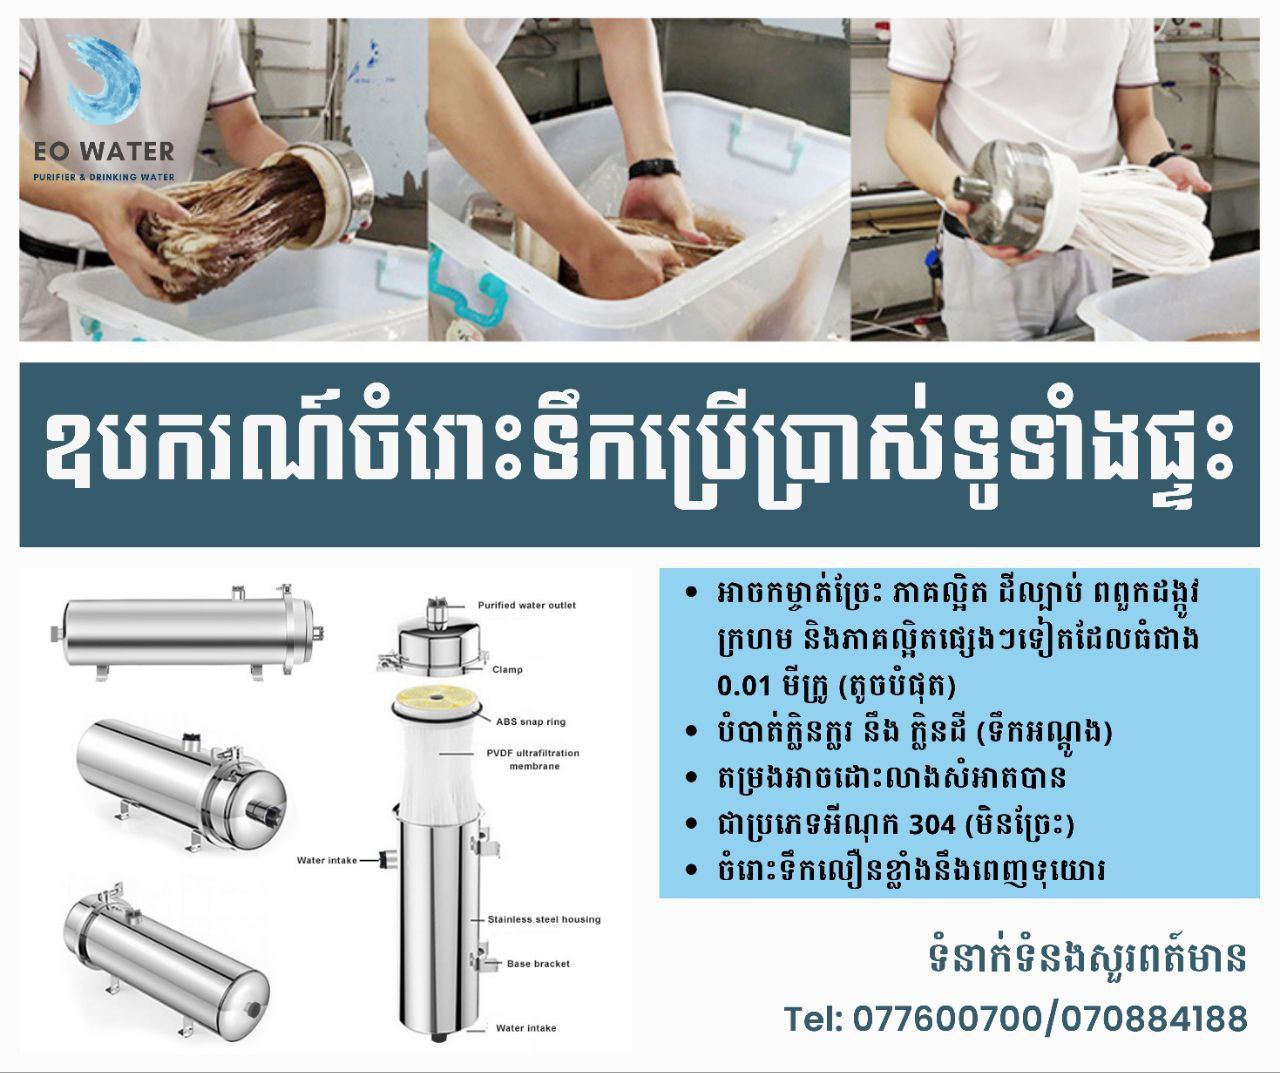 EO WATER
PURIFIER & DRINKING WATER
ឧបករណ៍ចំរោះទឹកប្រើប្រាស់ទូទាំងផ្ទះ
Purified water outlet
Clamp
ABS snap ring
PVDF ultrafiltration
membrane
Water intake
Stainless steel housing
Base bracket
Water intake
• អាចកម្ចាត់ច្រែះ ភាគល្អិត ដីល្បាប់ ពពួកដង្កូវ
ក្រហម និងភាគល្អិតផ្សេងៗទៀតដែលធំជាង
0.01 មីក្រូ (តូចបំផុត)
• បំបាត់ក្លិនក្លរ នឹង ក្លិនដី (ទឹកអណ្តូង)
• តម្រងអាចដោះលាងសំអាតបាន
• ជាប្រភេទអីណុក 304 (មិនច្រែះ)
• ចំរោះទឹកលឿនខ្លាំងនឹងពេញទុយោរ
ទំនាក់ទំនងសួរពត៌មាន
Tel: 077600700/070884188